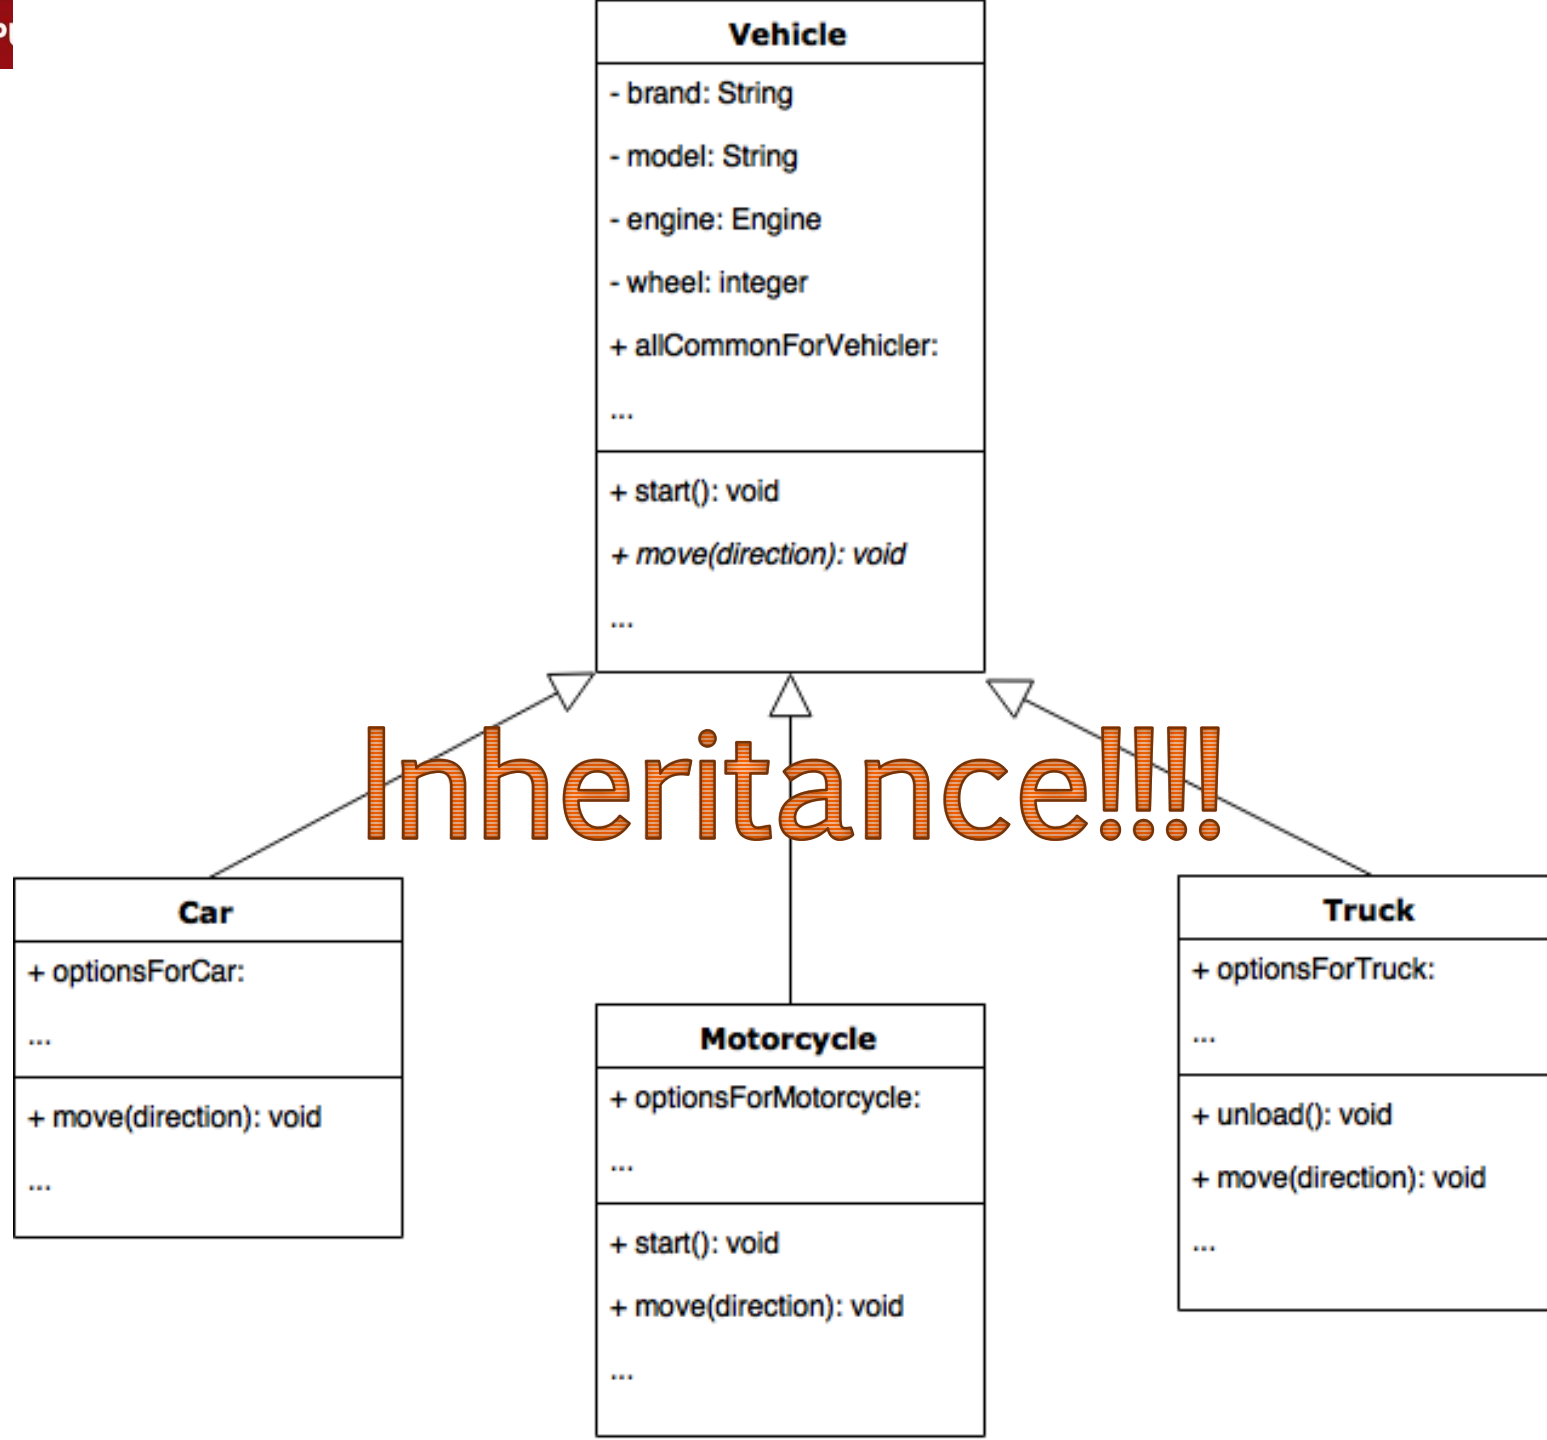 Vehicle
- brand: String
- model: String
- engine: Engine
- wheel: integer
+ allCommonForVehicler:
...
+ start(): void
+ move(direction): void
...
Inheritance!!!!
Car
+ optionsForCar:
...
+ move(direction): void
...
Motorcycle
+ optionsForMotorcycle:
...
+ start(): void
+ move(direction): void
...
Truck
+ optionsForTruck:
...
+ unload(): void
+ move(direction): void
...